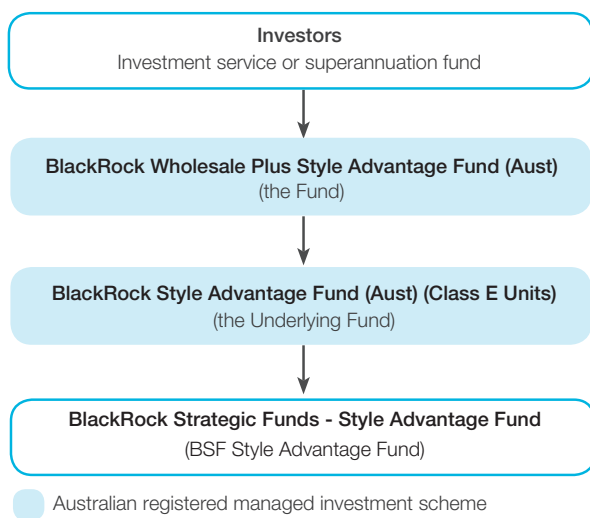 Investors
Investment service or superannuation fund
BlackRock Wholesale Plus Style Advantage Fund (Aust)
(the Fund)
BlackRock Style Advantage Fund (Aust) (Class E Units)
(the Underlying Fund)
BlackRock Strategic Funds - Style Advantage Fund
(BSF Style Advantage Fund)
Australian registered managed investment scheme